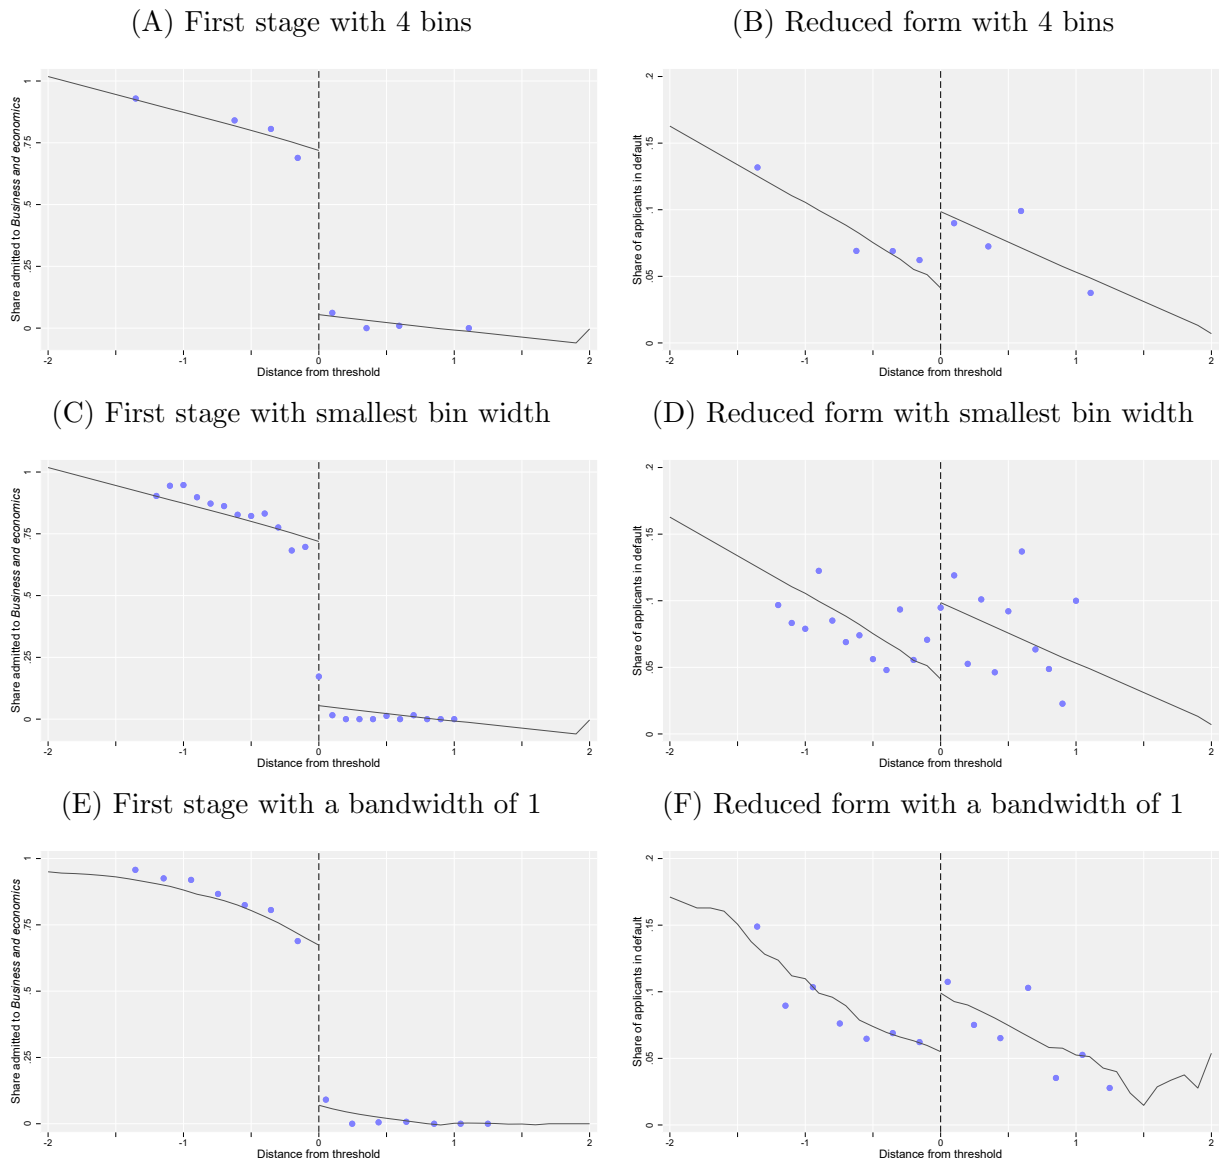 (A) First stage with 4 bins
Share admitted to Business and economics
1
.75
.5
.25
0
-2 -1 0 1 2
Distance from threshold
(B) Reduced form with 4 bins
Share of applicants in default
.2
.15
.1
.05
0
-2 -1 0 1 2
Distance from threshold
(C) First stage with smallest bin width
Share admitted to Business and economics
1
.75
.5
.25
0
-2 -1 0 1 2
Distance from threshold
(D) Reduced form with smallest bin width
Share of applicants in default
.2
.15
.1
.05
0
-2 -1 0 1 2
Distance from threshold
(E) First stage with a bandwidth of 1
Share admitted to Business and economics
1
.75
.5
.25
0
-2 -1 0 1 2
Distance from threshold
(F) Reduced form with a bandwidth of 1
Share of applicants in default
.2
.15
.1
.05
0
-2 -1 0 1 2
Distance from threshold